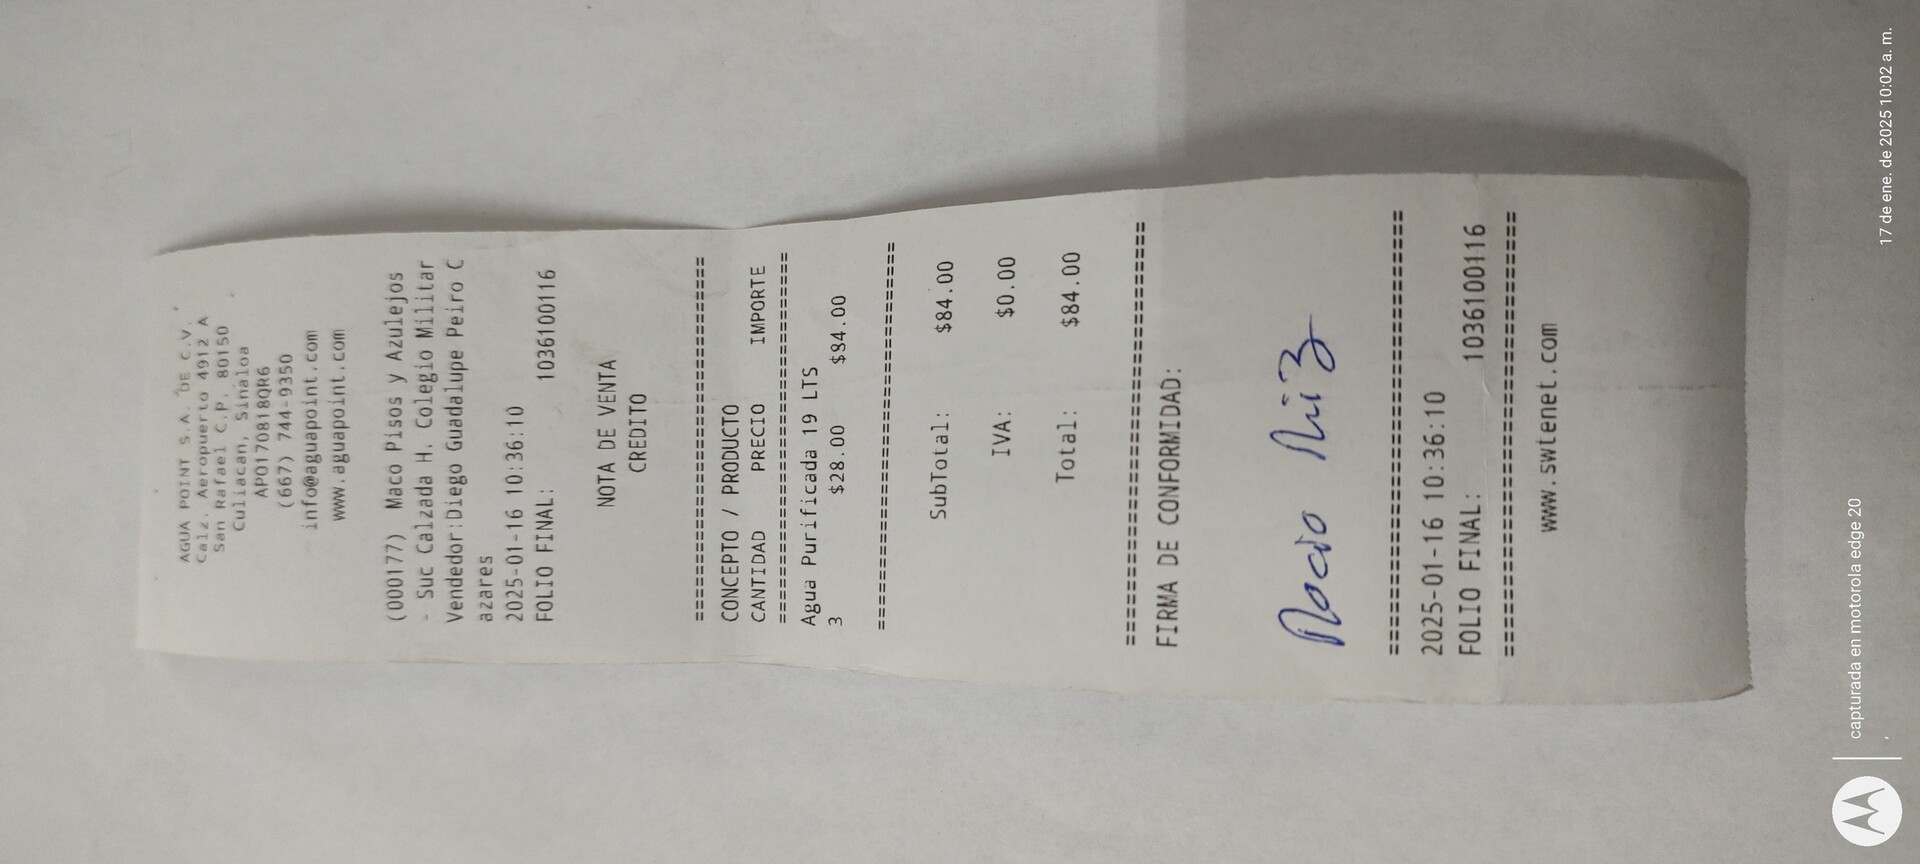 AGUA POINT S.A. DE C.V.
Calz. Aeropuerto 4912 A
San Rafael C.P. 80150
Culiacan, Sinaloa
APO170818QR6
(667) 744-9350
info@aguapoint.com
www.aguapoint.com
(000177) Maco Pisos y Azulejos
- Suc Calzada H. Colegio Militar
Vendedor:Diego Guadalupe Peiro C
azares
2025-01-16 10:36:10
FOLIO FINAL: 1036100116
NOTA DE VENTA
CREDITO
================================
CONCEPTO / PRODUCTO
CANTIDAD PRECIO IMPORTE
================================
Agua Purificada 19 LTS
3 $28.00 $84.00
================================
SubTotal: $84.00
IVA: $0.00
Total: $84.00
================================
FIRMA DE CONFORMIDAD:
Rocio
================================
2025-01-16 10:36:10
FOLIO FINAL: 1036100116
================================
www.swtenet.com
capturada en motorola edge 20
17 de ene. de 2025 10:02 a. m.